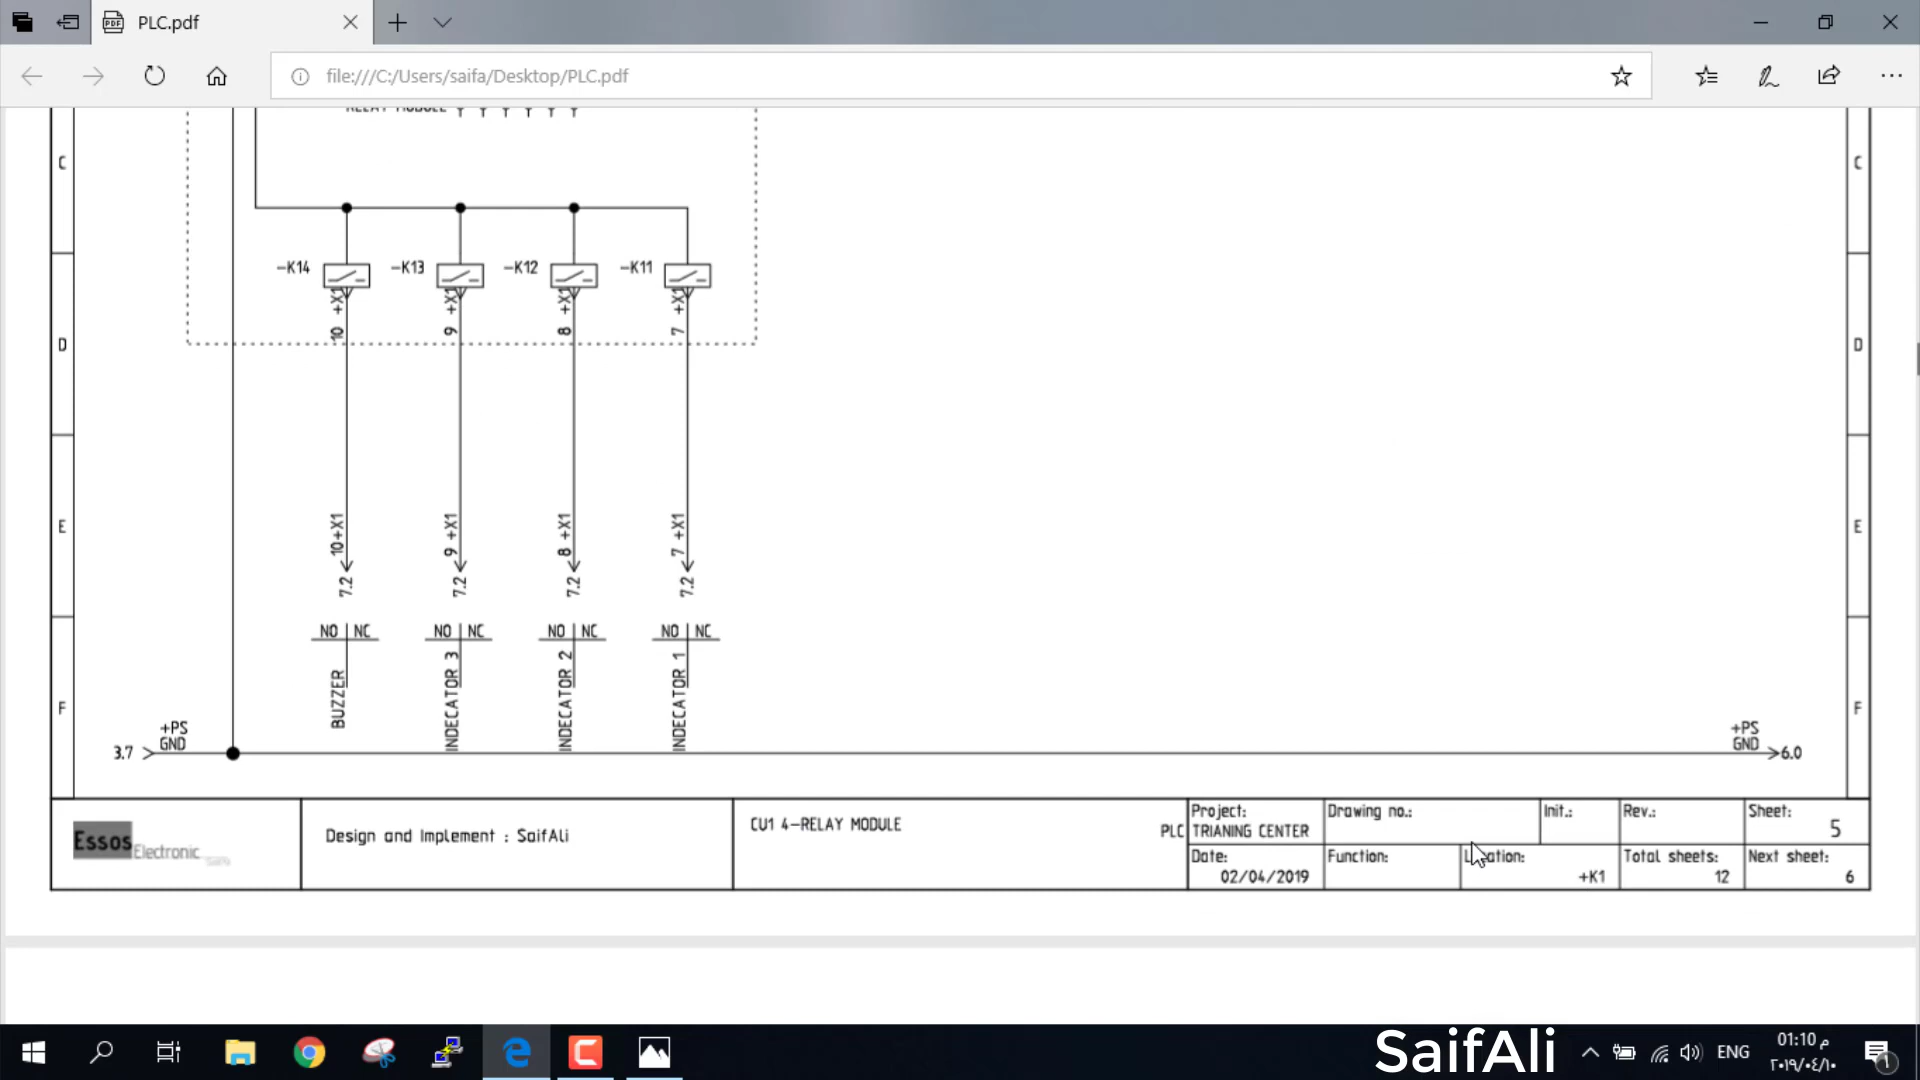 PLC.pdf
file:///C:/Users/saifa/Desktop/PLC.pdf
RELAY MODULE
C
C
-K14
-K13
-K12
-K11
10 +X1
9 +X1
8 +X1
7 +X1
D
D
E
E
10+X1
9 +X1
8 +X1
7 +X1
7.2
7.2
7.2
7.2
NO NC
NO NC
NO NC
NO NC
BUZZER
INDECATOR 3
INDECATOR 2
INDECATOR 1
F
F
+PS
GND
3.7
+PS
GND
6.0
Essos Electronic
Design and Implement : SaifAli
CU1 4-RELAY MODULE
PLC
Project:
TRIANING CENTER
Drawing no.:
Init.:
Rev.:
Sheet:
5
Date:
02/04/2019
Function:
+K1
Total sheets:
12
Next sheet:
6
SaifAli
ENG
01:10 م
٢٠١٩/٠٤/١٠
١